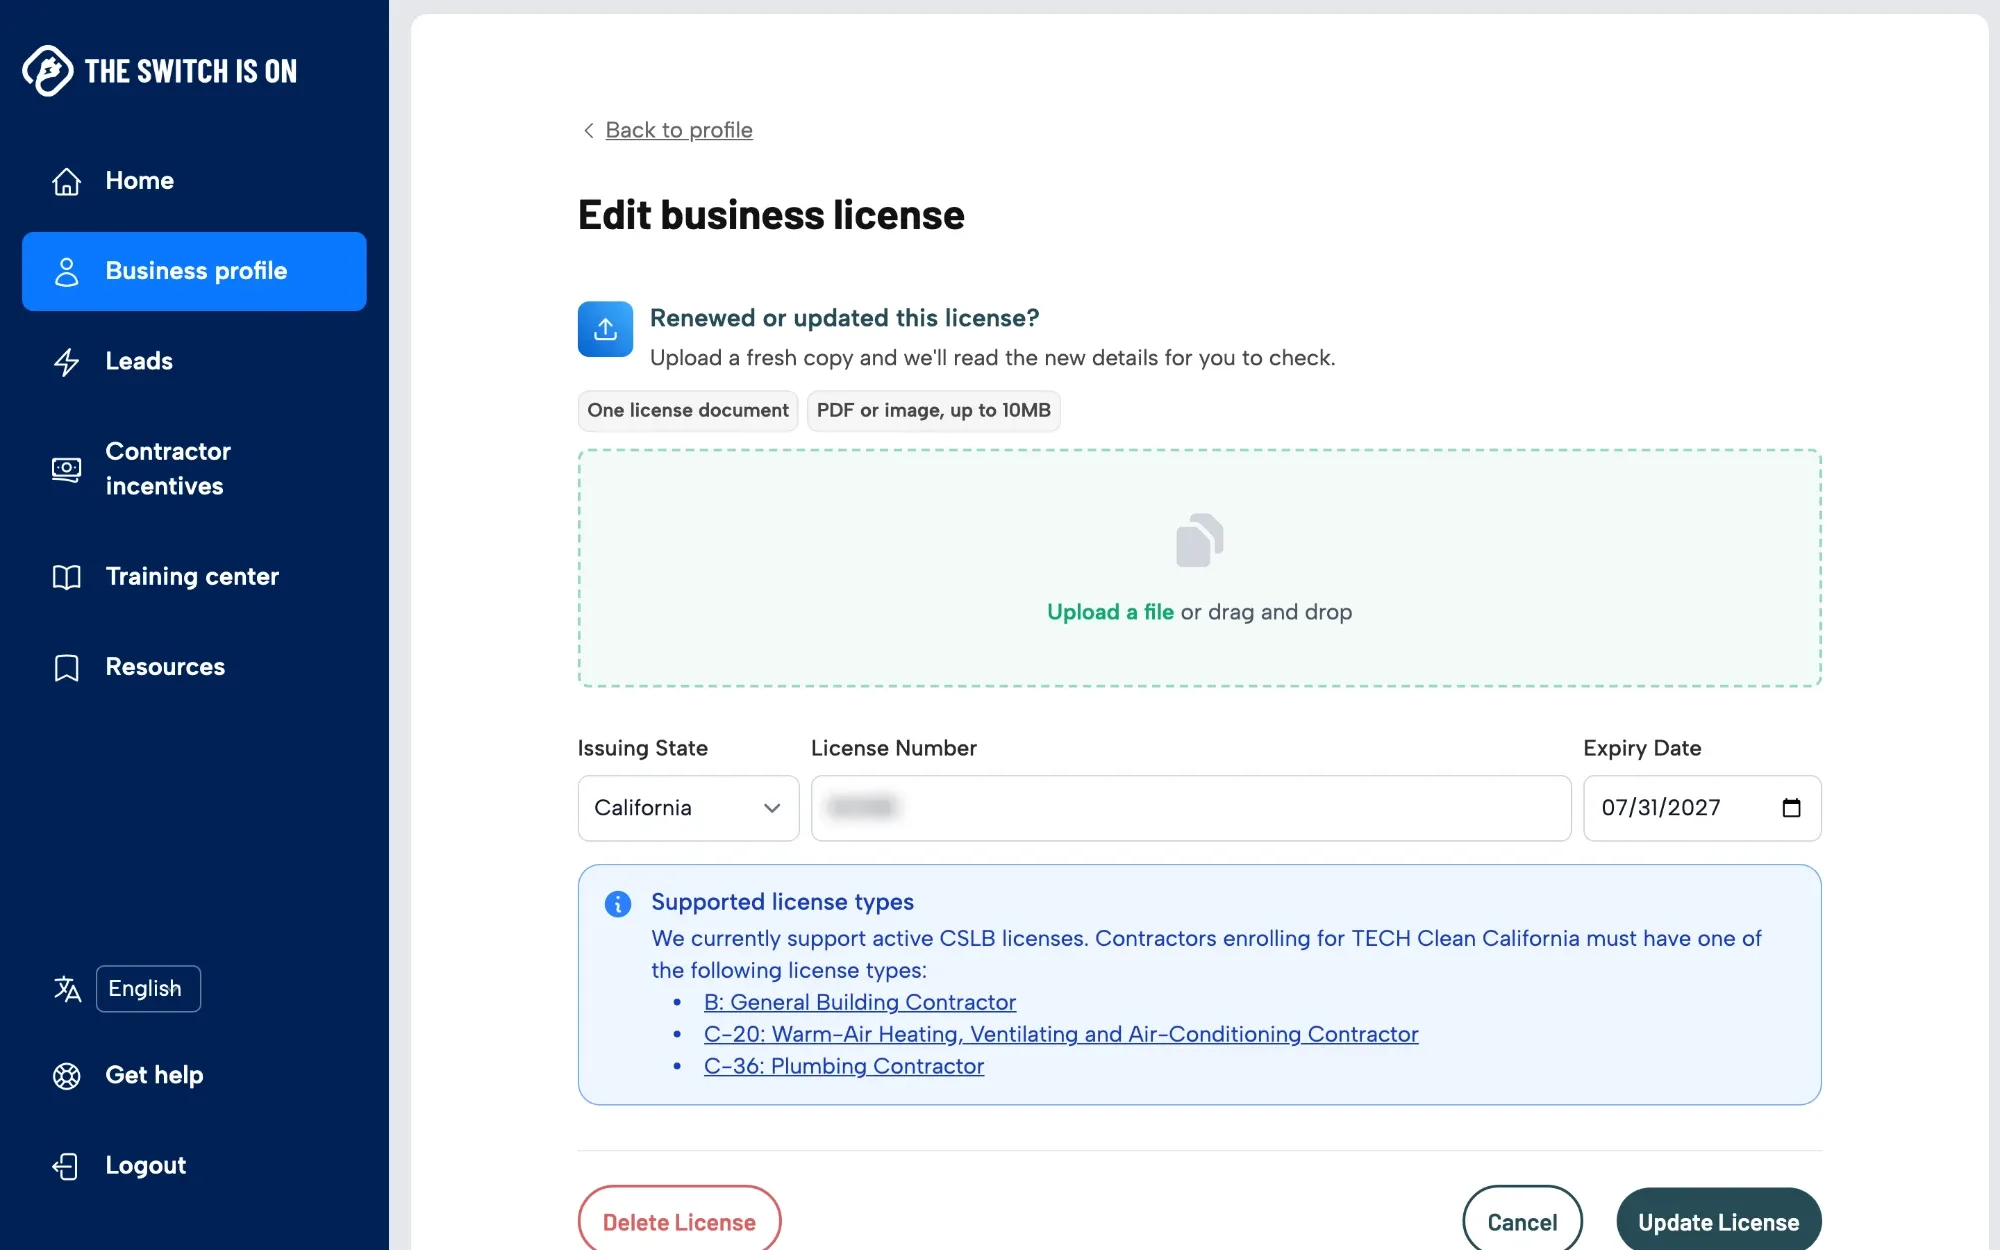 THE SWITCH IS ON
Home
Business profile
Leads
Contractor
incentives
Training center
Resources
English
Get help
Logout
Back to profile
Edit business license
Renewed or updated this license?
Upload a fresh copy and we'll read the new details for you to check.
One license document
PDF or image, up to 10MB
Upload a file or drag and drop
Issuing State
License Number
Expiry Date
California
07/31/2027
Supported license types
We currently support active CSLB licenses. Contractors enrolling for TECH Clean California must have one of
the following license types:
• B: General Building Contractor
• C-20: Warm-Air Heating, Ventilating and Air-Conditioning Contractor
• C-36: Plumbing Contractor
Delete License
Cancel
Update License